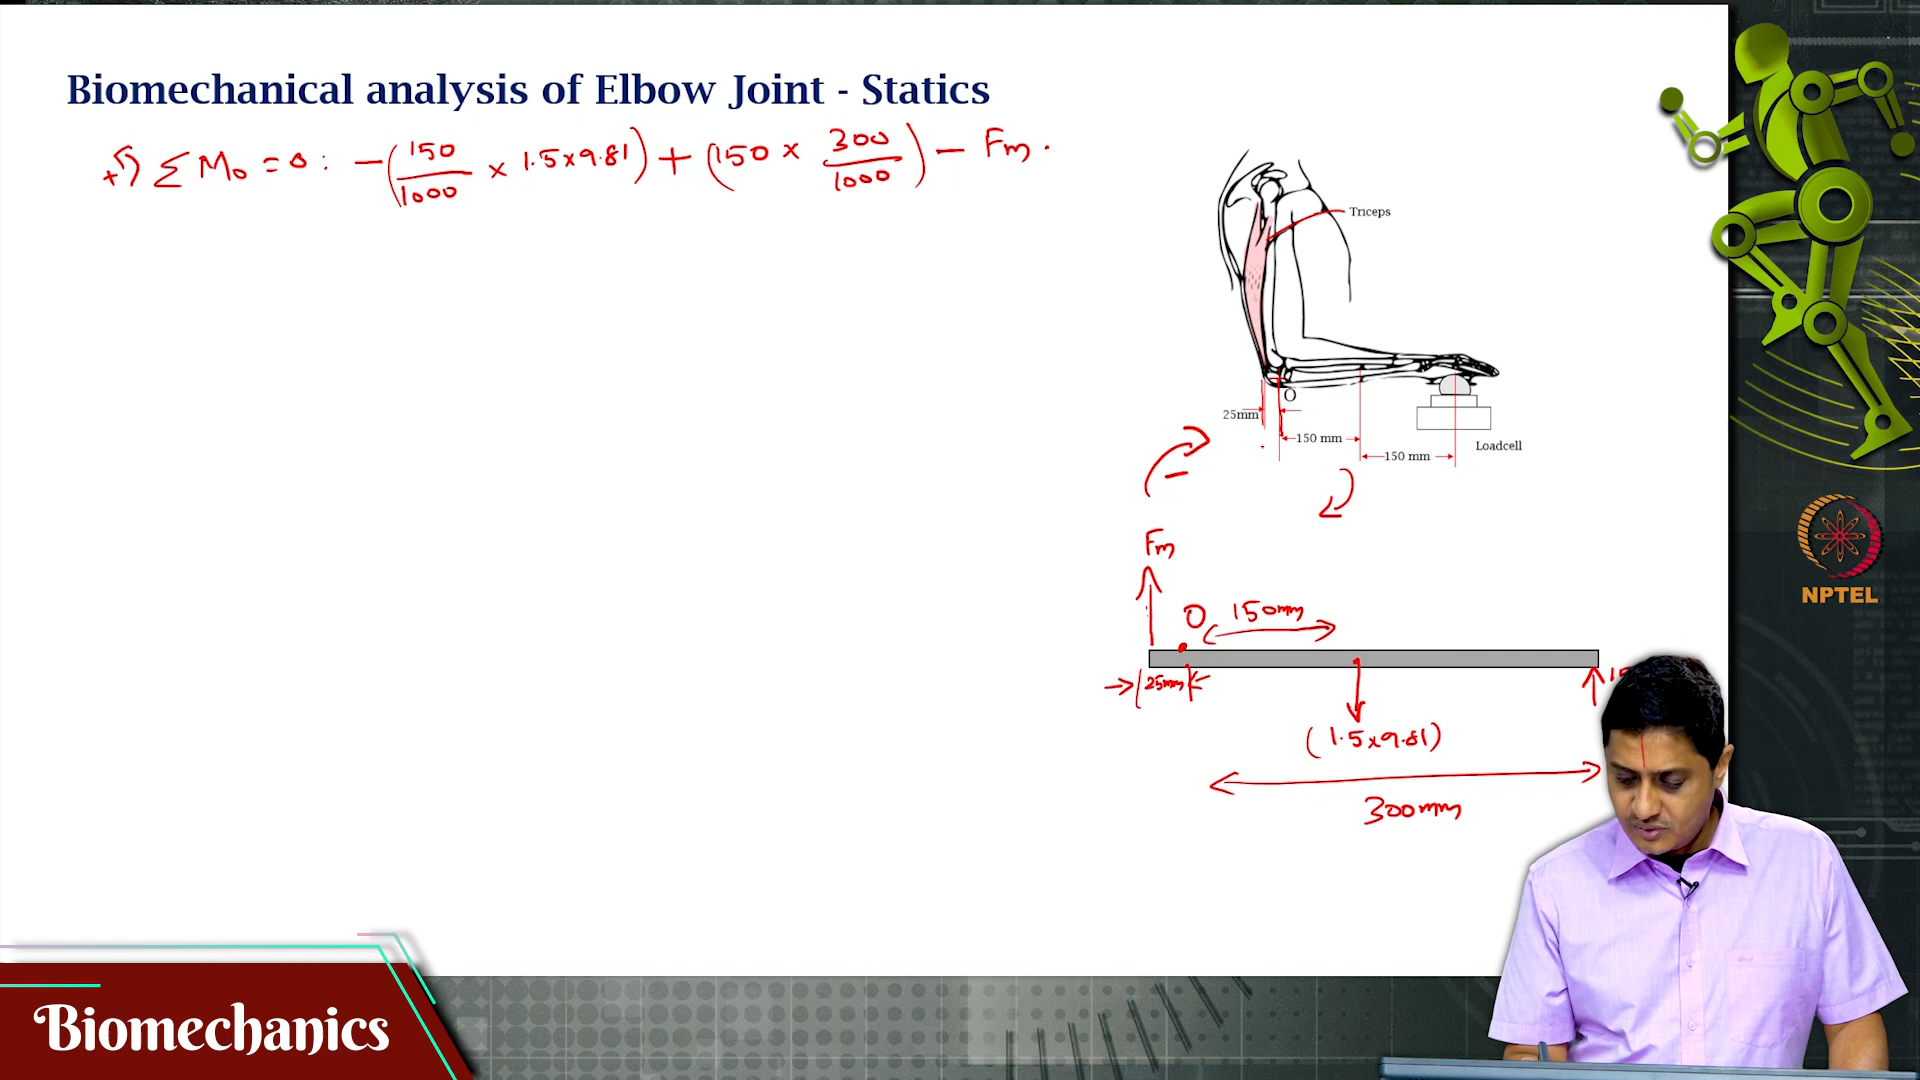 Biomechanical analysis of Elbow Joint - Statics
+↺) Σ M₀ = 0 : - (150/1000 × 1.5×9.81) + (150 × 300/1000) - Fm .
Triceps
O
25mm
150 mm
150 mm
Loadcell
-
Fm
O
150mm
25mm
(1.5×9.81)
300mm
NPTEL
Biomechanics